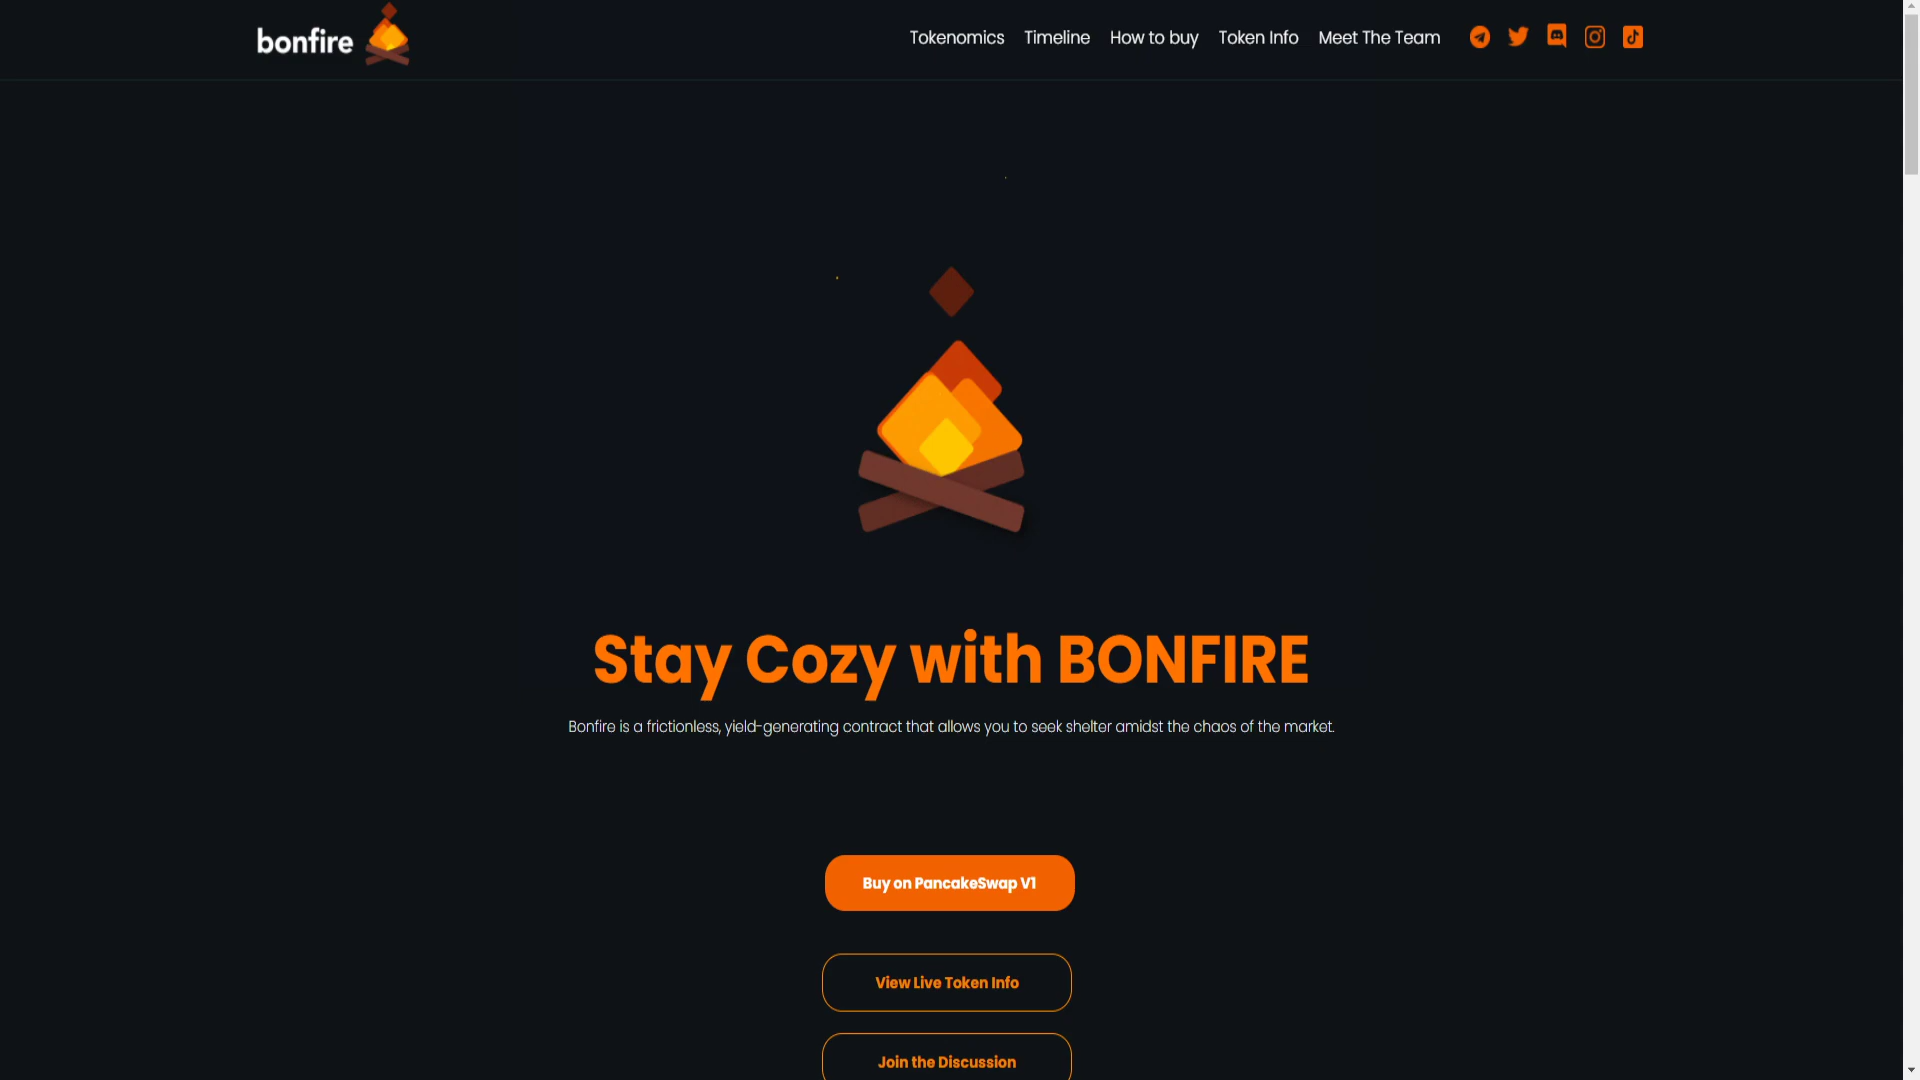 bonfire
Tokenomics Timeline How to buy Token Info Meet The Team
Stay Cozy with BONFIRE
Bonfire is a frictionless, yield-generating contract that allows you to seek shelter amidst the chaos of the market.
Buy on PancakeSwap V1
View Live Token Info
Join the Discussion